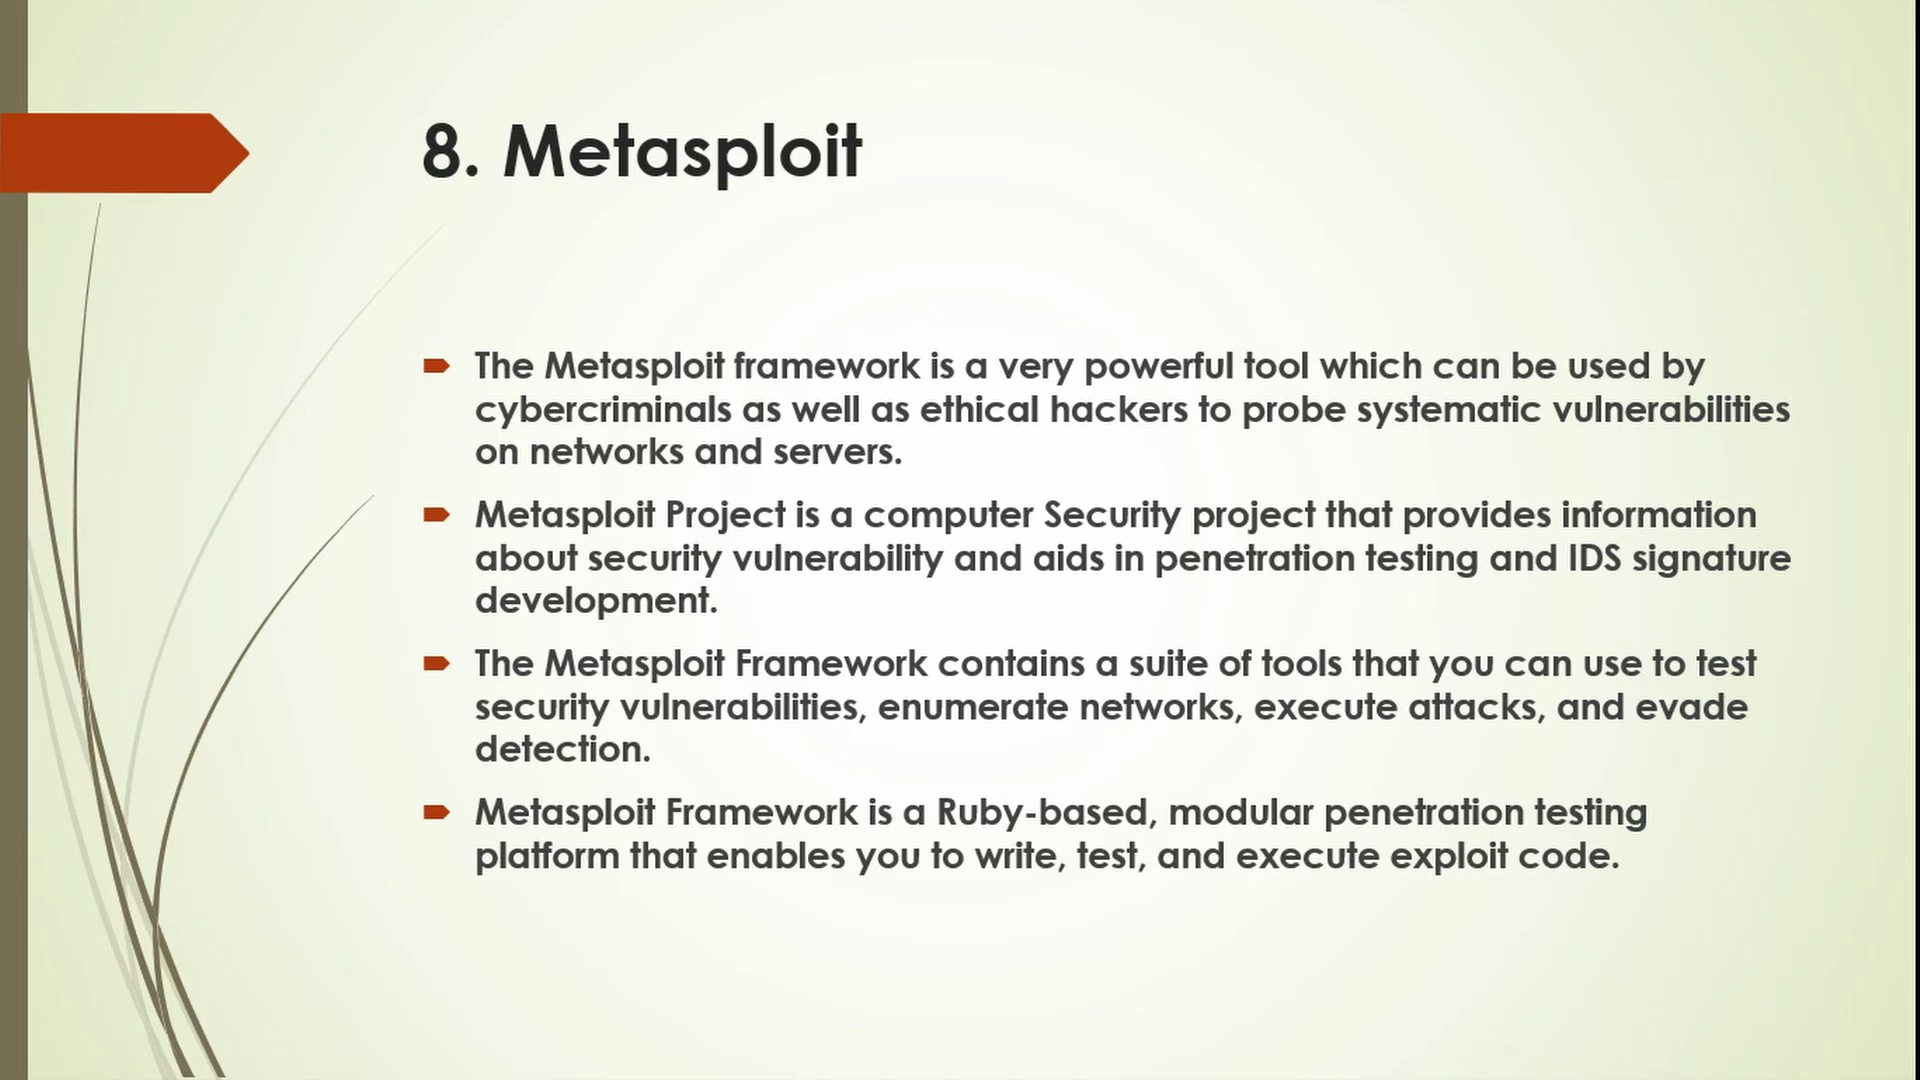 8. Metasploit
The Metasploit framework is a very powerful tool which can be used by
cybercriminals as well as ethical hackers to probe systematic vulnerabilities
on networks and servers.
Metasploit Project is a computer Security project that provides information
about security vulnerability and aids in penetration testing and IDS signature
development.
The Metasploit Framework contains a suite of tools that you can use to test
security vulnerabilities, enumerate networks, execute attacks, and evade
detection.
Metasploit Framework is a Ruby-based, modular penetration testing
platform that enables you to write, test, and execute exploit code.